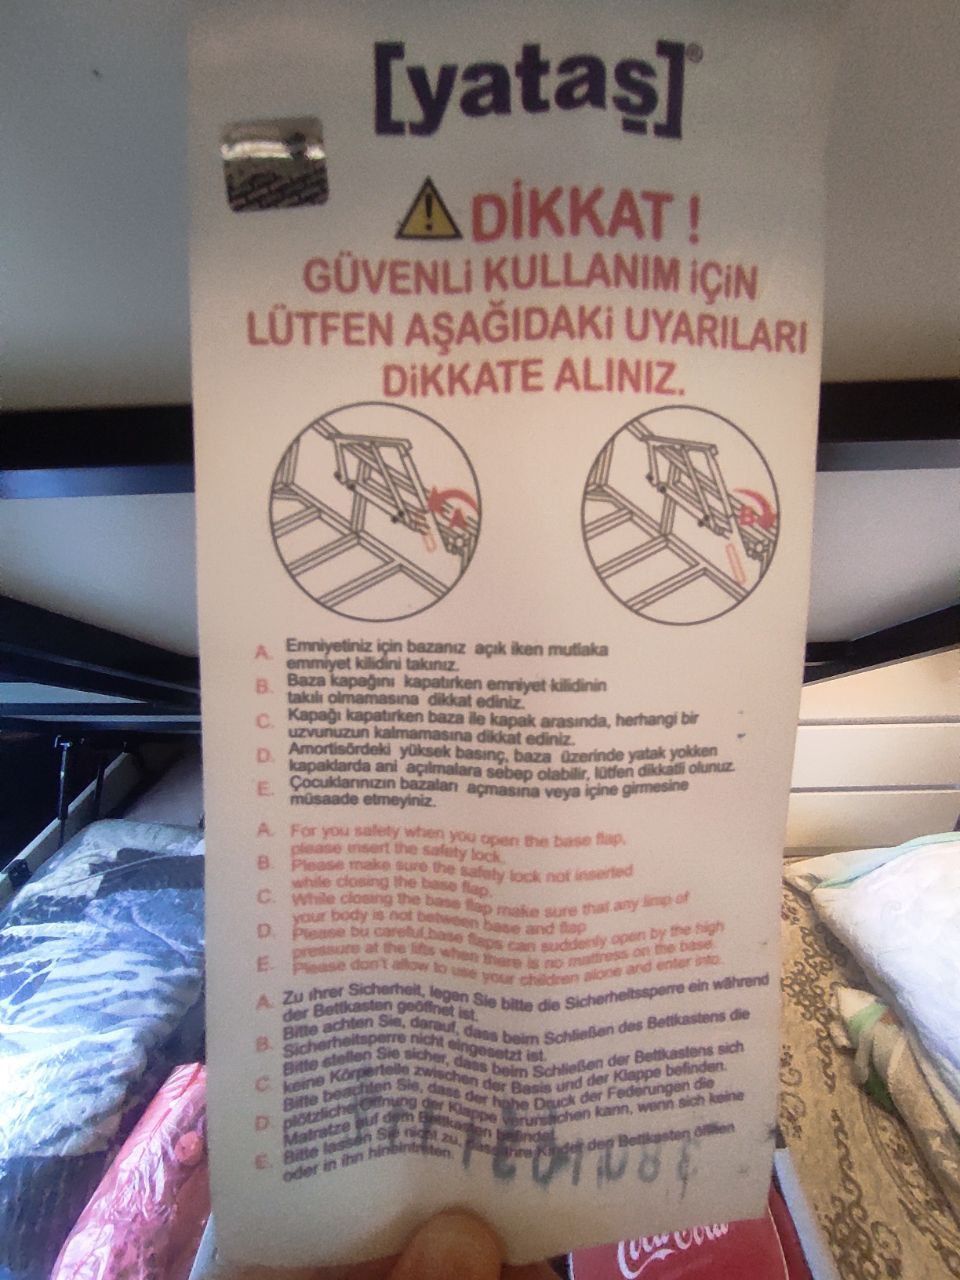 [yataş]®
DİKKAT !
GÜVENLi KULLANIM iÇiN
LÜTFEN AŞAĞIDAKi UYARILARI
DiKKATE ALINIZ.
A B
A. Emniyetiniz için bazanız açık iken mutlaka
emmiyet kilidini takınız.
B. Baza kapağını kapatırken emniyet kilidinin
takılı olmamasına dikkat ediniz.
C. Kapağı kapatırken baza ile kapak arasında, herhangi bir
uzvunuzun kalmamasına dikkat ediniz.
D. Amortisördeki yüksek basınç, baza üzerinde yatak yokken
kapaklarda ani açılmalara sebep olabilir, lütfen dikkatli olunuz.
E. Çocuklarınızın bazaları açmasına veya içine girmesine
müsaade etmeyiniz.
A. For you safety when you open the base flap,
please insert the safety lock.
B. Please make sure the safety lock not inserted
while closing the base flap.
C. While closing the base flap make sure that any limp of
your body is not between base and flap
D. Please bu careful,base flaps can suddenly open by the high
pressure at the lifts when there is no mattress on the base.
E. Please don't allow to use your children alone and enter into.
A. Zu ıhrer Sicherheit, legen Sie bitte die Sicherheitssperre ein während
der Bettkasten geöffnet ist.
B. Bitte achten Sie, darauf, dass beim Schließen des Bettkastens die
Sicherheitsperre nicht eingesetzt ist.
C Bitte stellen Sie sicher, dass beim Schließen der Bettkastens sich
keine Körperteile zwischen der Basis und der Klappe befinden.
D. Bitte beachten Sie, dass der hohe Druck der Federungen die
plötzliche öffnung der Klappe verursachen kann, wenn sich keine
Matratze auf dem Bettkasten befindet.
E. Bitte lassen Sie nicht zu, dass Ihre Kinder den Bettkasten öffnen
oder in ihn hineintreten.
Coca-Cola